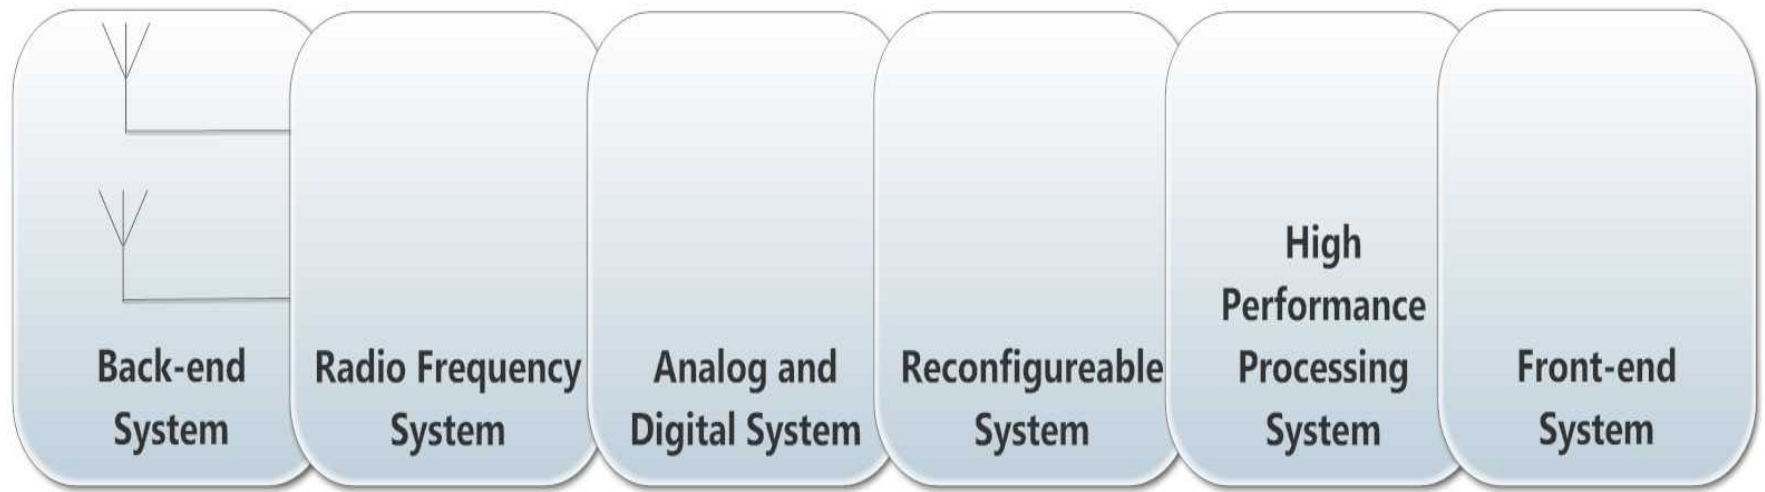 Back-end
System
Radio Frequency
System
Analog and
Digital System
Reconfigureable
System
High
Performance
Processing
System
Front-end
System